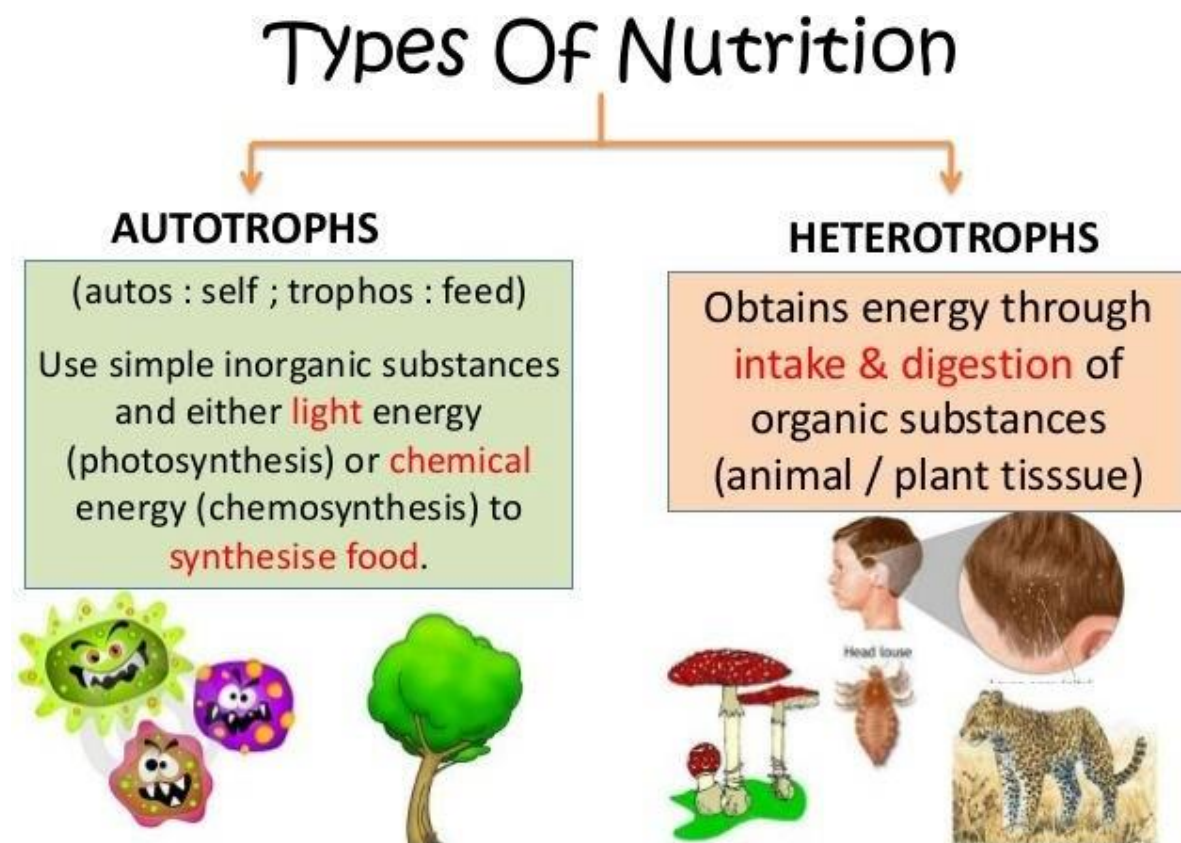 Types Of Nutrition
AUTOTROPHS
(autos : self ; trophos : feed)
Use simple inorganic substances
and either light energy
(photosynthesis) or chemical
energy (chemosynthesis) to
synthesise food.
HETEROTROPHS
Obtains energy through
intake & digestion of
organic substances
(animal / plant tisssue)
Head louse